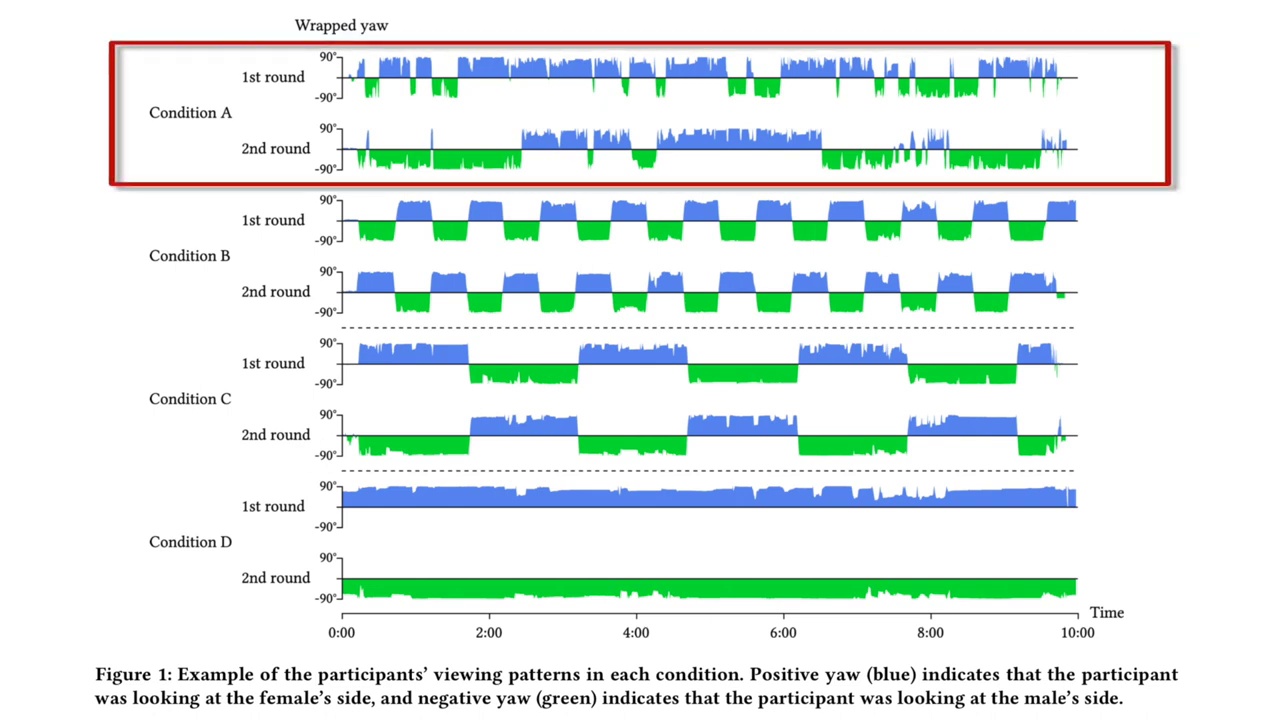 Wrapped yaw
90°
1st round
-90°
Condition A
90°
2nd round
-90°
90°
1st round
-90°
Condition B
90°
2nd round
-90°
90°
1st round
-90°
Condition C
90°
2nd round
-90°
90°
1st round
-90°
Condition D
90°
2nd round
-90°
Time
0:00 2:00 4:00 6:00 8:00 10:00
Figure 1: Example of the participants’ viewing patterns in each condition. Positive yaw (blue) indicates that the participant
was looking at the female’s side, and negative yaw (green) indicates that the participant was looking at the male’s side.